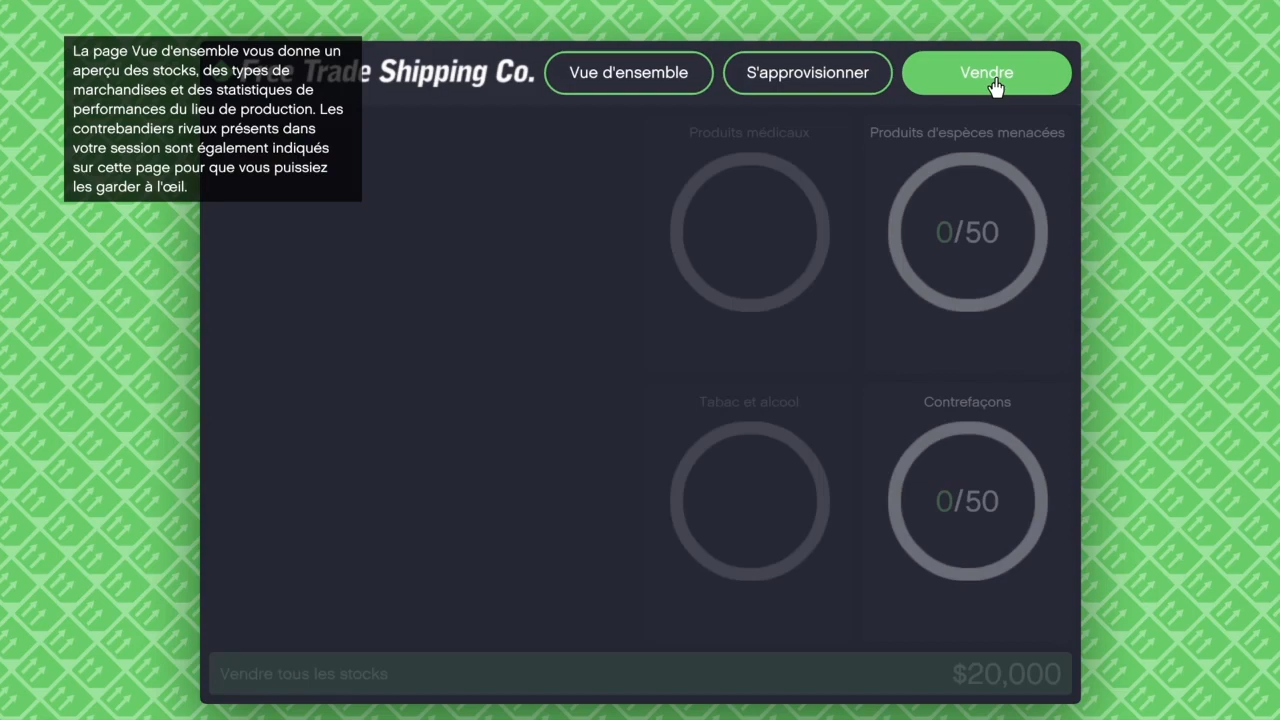 La page Vue d'ensemble vous donne un
aperçu des stocks, des types de
marchandises et des statistiques de
performances du lieu de production. Les
contrebandiers rivaux présents dans
votre session sont également indiqués
sur cette page pour que vous puissiez
les garder à l'œil.
Free Trade Shipping Co.
Vue d'ensemble
S'approvisionner
Vendre
Produits médicaux
Produits d'espèces menacées
0/50
Tabac et alcool
Contrefaçons
0/50
Vendre tous les stocks
$20,000